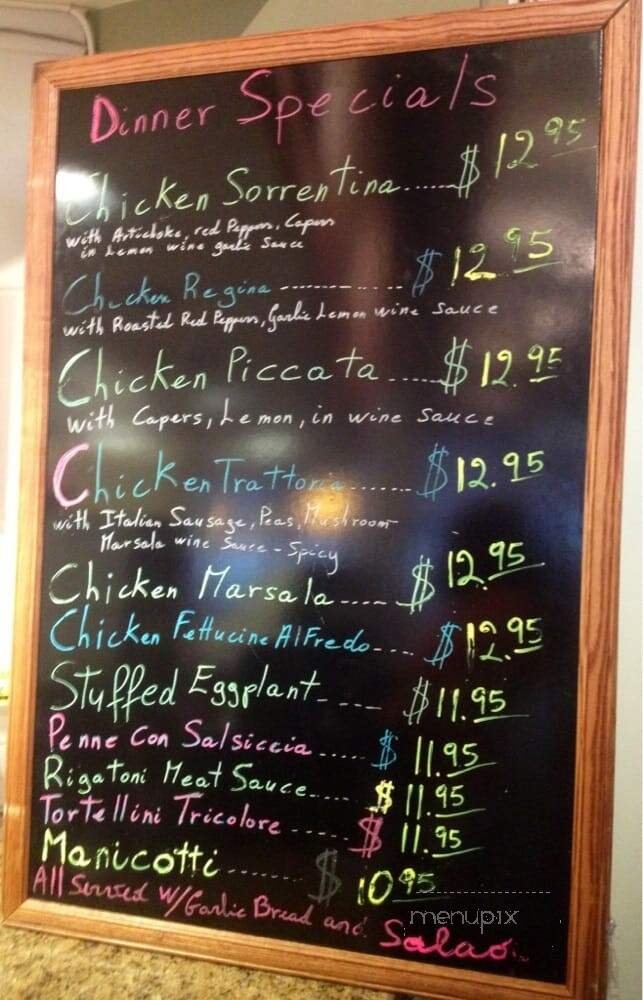 Dinner Specials
Chicken Sorrentina...... $12.95
with Artichoke, red Peppers, Capers
in Lemon wine garlic Sauce
Chicken Regina ------------ $12.95
with Roasted Red Peppers, Garlic Lemon wine sauce
Chicken Piccata ...... $12.95
with Capers, Lemon, in wine sauce
Chicken Trattoria ....... $12.95
with Italian Sausage, Peas, Mushroom
Marsala wine Sauce - Spicy
Chicken Marsala ---- $12.95
Chicken Fettucine AlFredo ---- $12.95
Stuffed Eggplant ---- $11.95
Penne Con Salsiccia ..... $11.95
Rigatoni Meat Sauce..... $11.95
Tortellini Tricolore ------ $11.95
Manicotti -------- $10.95
All Served w/Garlic Bread and Salad
menupix